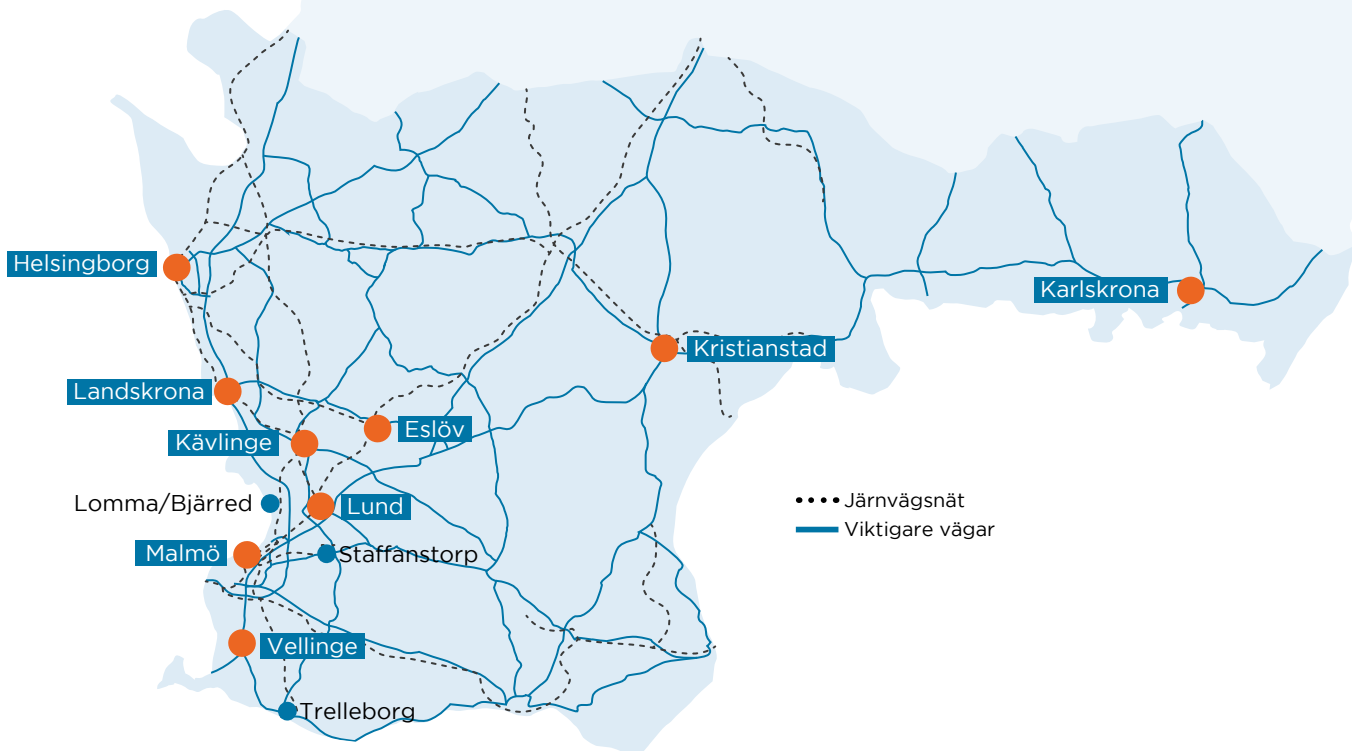 Helsingborg
Karlskrona
Kristianstad
Landskrona
Eslöv
Kävlinge
Lomma/Bjärred
Lund
Järnvägsnät
Viktigare vägar
Malmö
Staffanstorp
Vellinge
Trelleborg